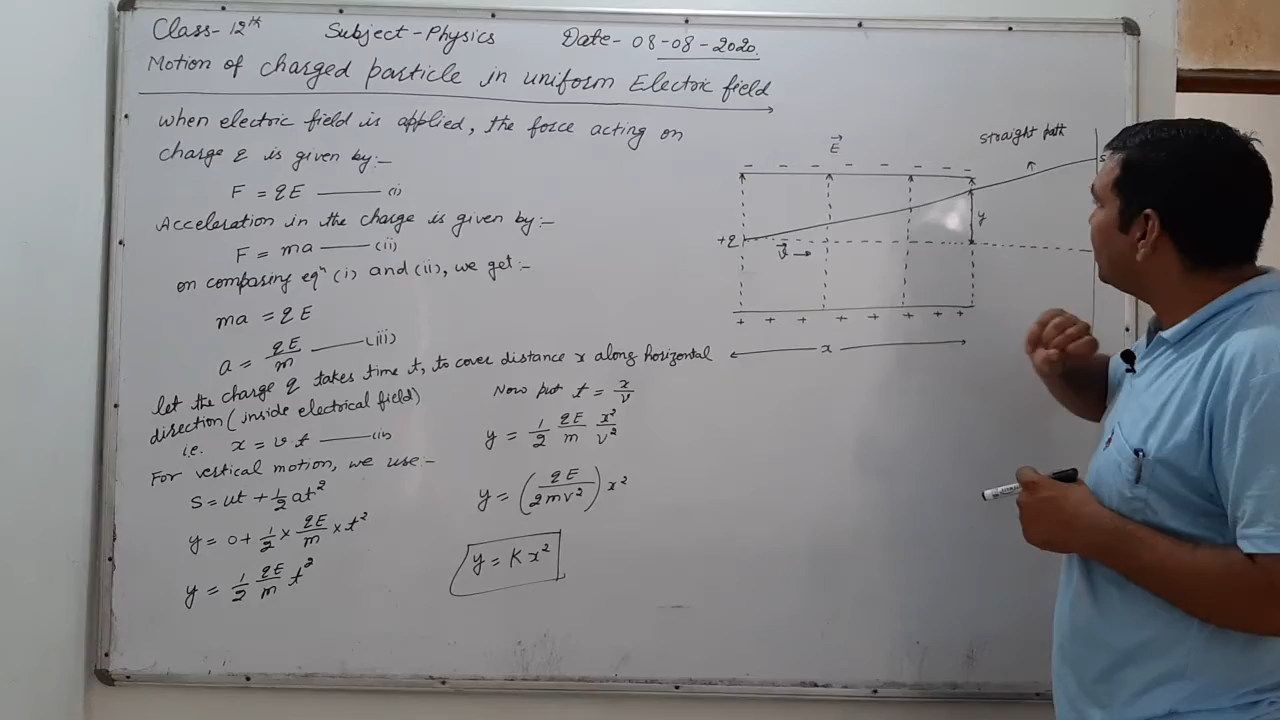 Class-12th Subject-Physics Date-08-08-2020.
Motion of charged particle in uniform Electric field
when electric field is applied, the force acting on
charge q is given by:-
F = qE ——— (i)
Acceleration in the charge is given by:-
F = ma ——— (ii)
on comparing eqn (i) and (ii), we get:-
ma = qE
a = qE/m ——— (iii)
let the charge q takes time t, to cover distance x along horizontal
direction (inside electrical field)
i.e. x = v t ——— (iv)
For vertical motion, we use:-
S = ut + 1/2 at²
y = 0 + 1/2 × qE/m × t²
y = 1/2 qE/m t²
Now put t = x/v
y = 1/2 qE/m x²/v²
y = (qE/2mv²) x²
y = K x²
E⃗
straight path
- - - - - - - -
S
+q
v⃗ →
y
+ + + + + + + +
x